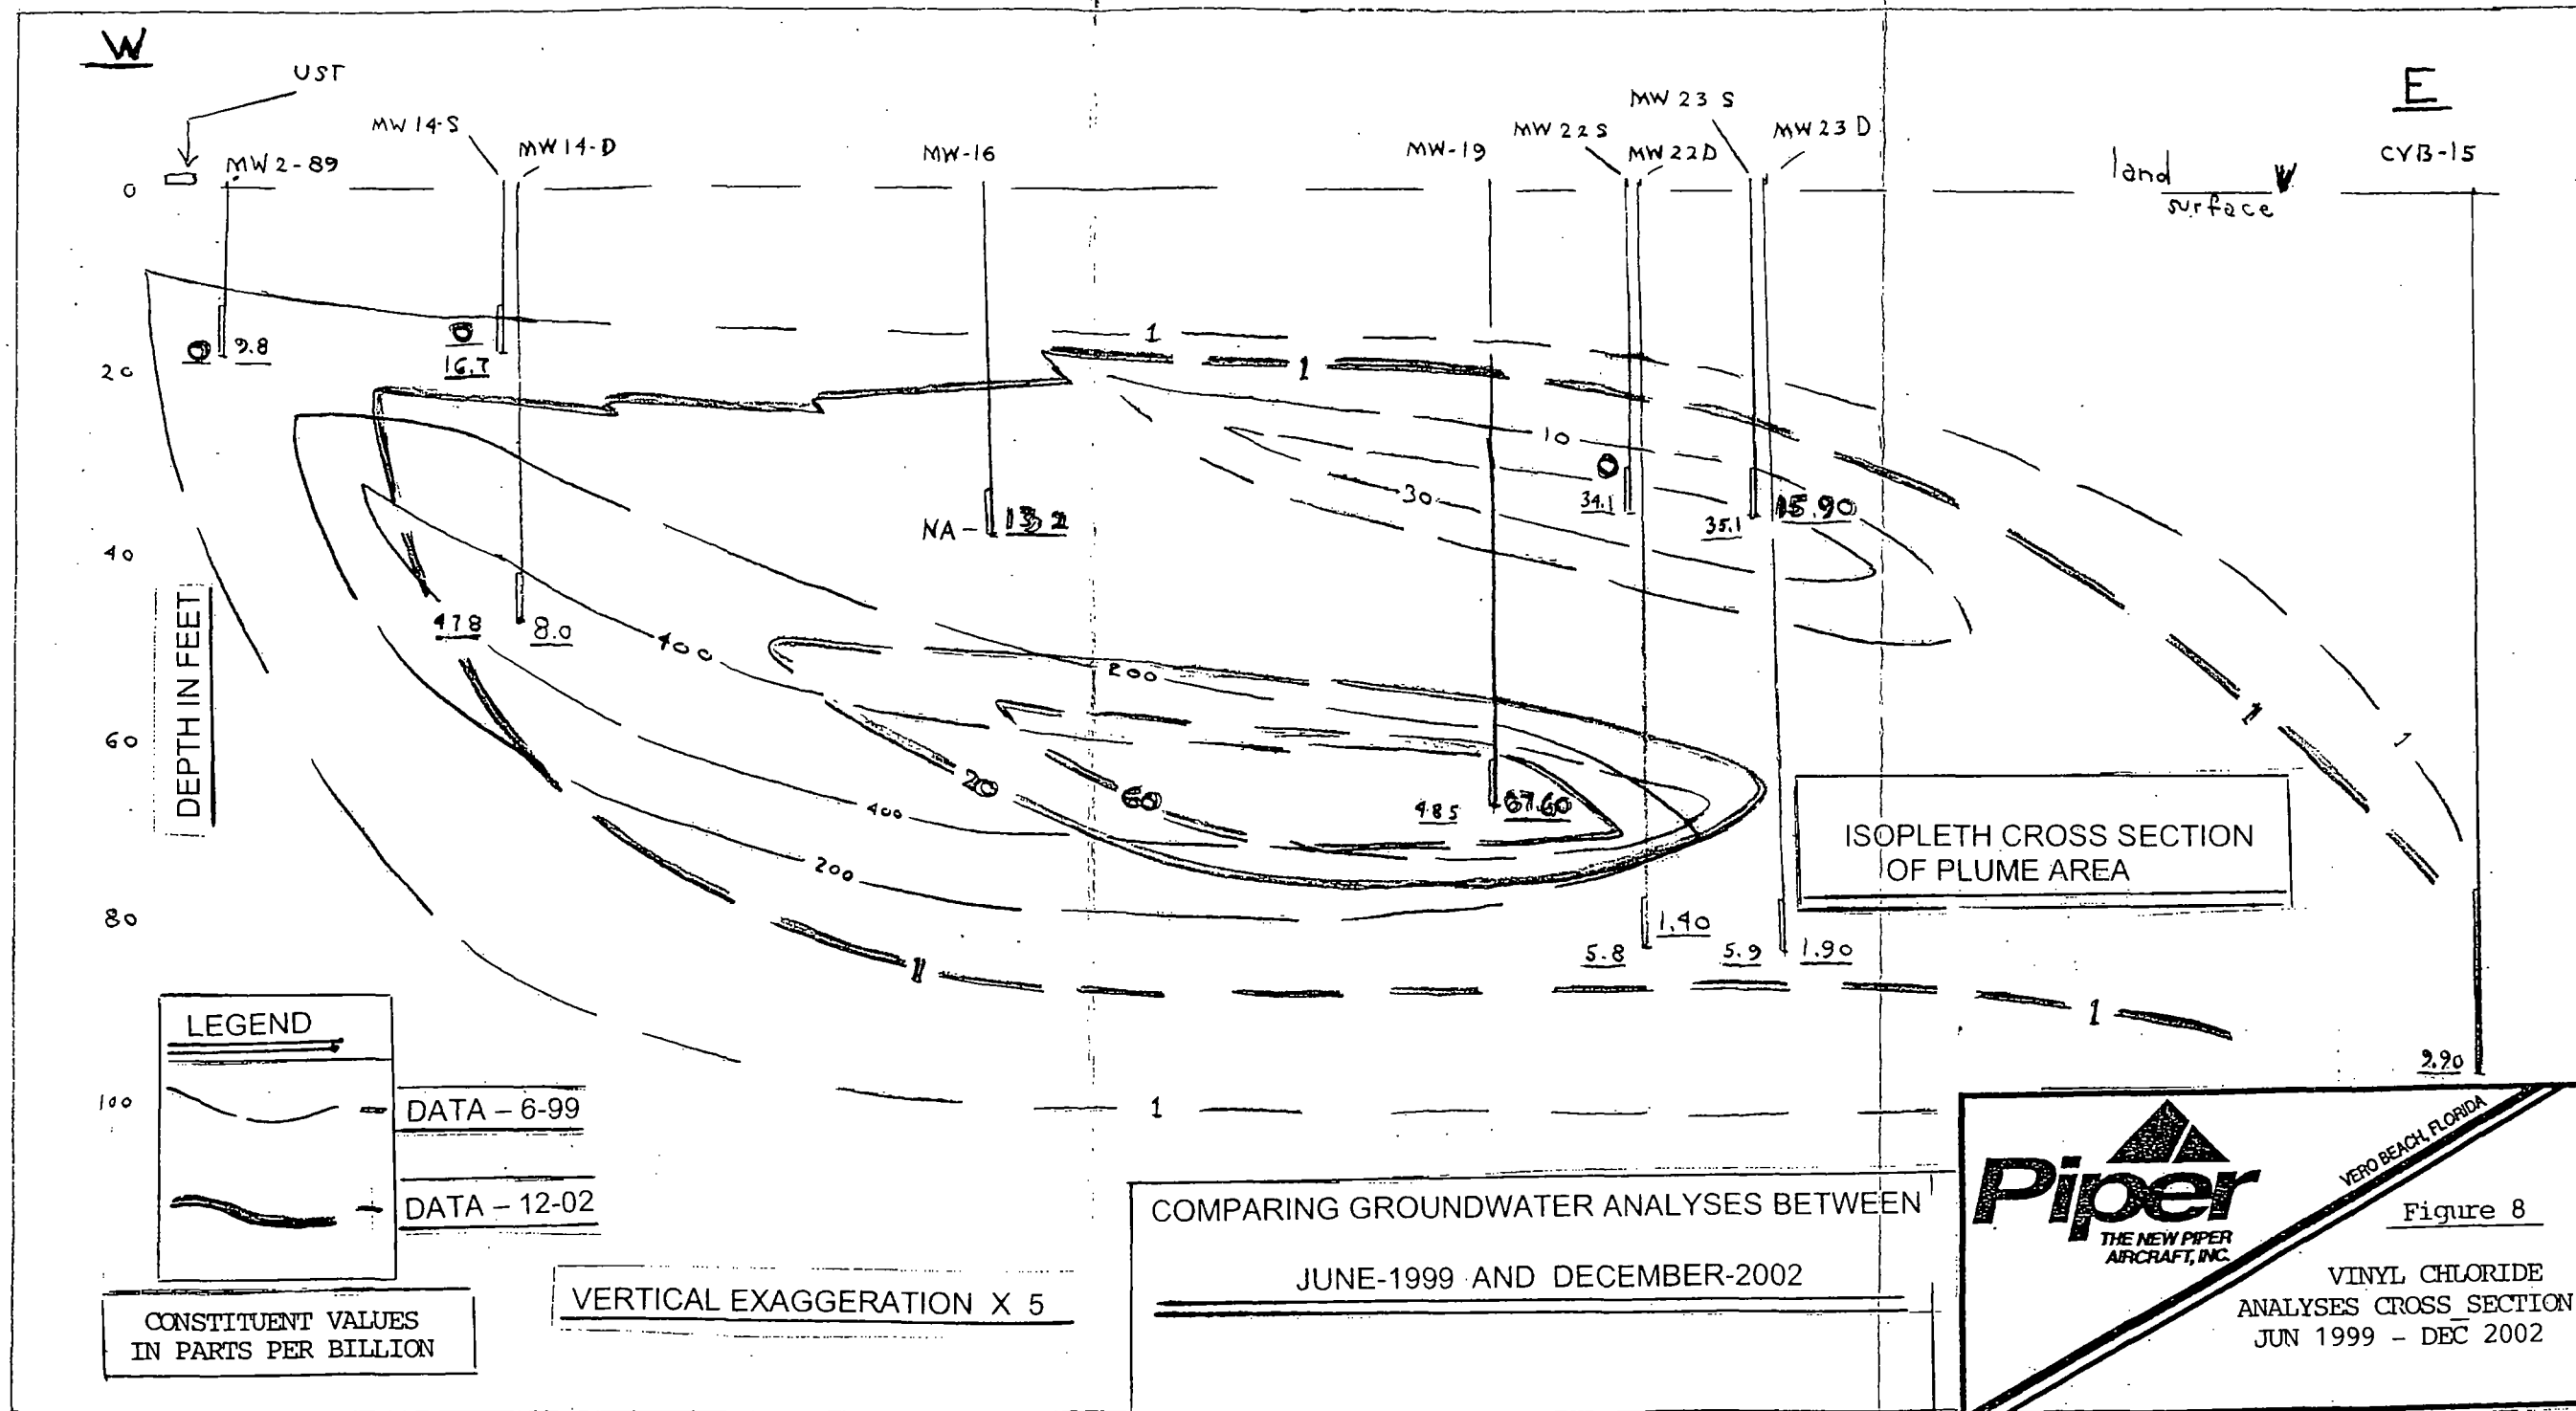 W
E
UST
MW 2-89
MW 14-S
MW 14-D
MW-16
MW-19
MW 22 S
MW 22D
MW 23 S
MW 23 D
land
surface
CVB-15
0
20
40
60
80
100
DEPTH IN FEET
0 9.8
0
16.7
478 8.0
NA - 13.2
485 67.60
0
34.1
35.1 15.90
5.8 1.40
5.9 1.90
1
1
10
30
400
200
20
60
400
200
1
1
1
1
1
ISOPLETH CROSS SECTION
OF PLUME AREA
LEGEND
DATA – 6-99
DATA – 12-02
CONSTITUENT VALUES
IN PARTS PER BILLION
VERTICAL EXAGGERATION X 5
COMPARING GROUNDWATER ANALYSES BETWEEN
JUNE-1999 AND DECEMBER-2002
Piper
THE NEW PIPER
AIRCRAFT, INC.
VERO BEACH, FLORIDA
Figure 8
VINYL CHLORIDE
ANALYSES CROSS SECTION
JUN 1999 - DEC 2002